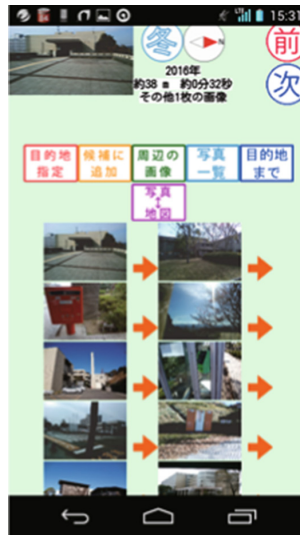 15:31
冬
N
前
2016年
約38 m 約0分32秒
その他1枚の画像
次
目的地
指定
候補に
追加
周辺の
画像
写真
一覧
目的地
まで
写真
↕
地図